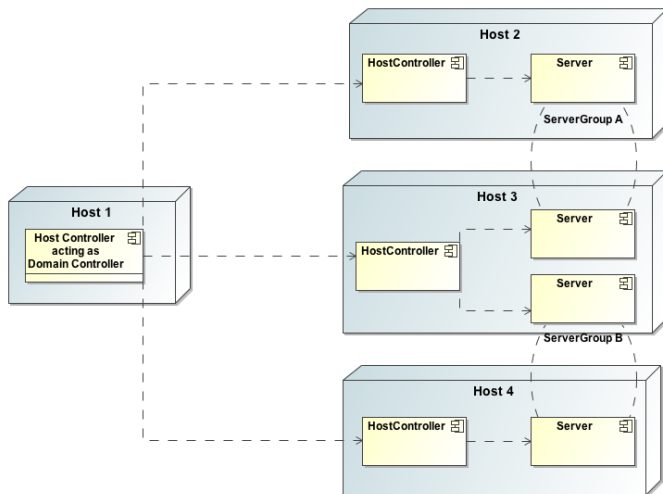 Host 2
HostController
Server
ServerGroup A
Host 1
Host Controller
acting as
Domain Controller
Host 3
Server
HostController
Server
ServerGroup B
Host 4
HostController
Server